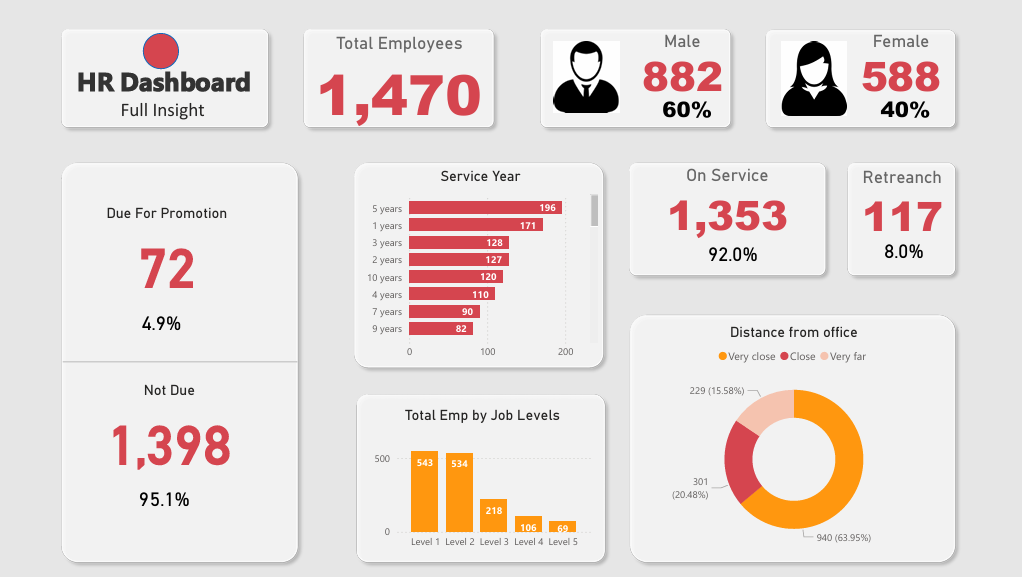 HR Dashboard
Full Insight
Total Employees
1,470
Male
882
60%
Female
588
40%
Due For Promotion
72
4.9%
Not Due
1,398
95.1%
Service Year
5 years 196
1 years 171
3 years 128
2 years 127
10 years 120
4 years 110
7 years 90
9 years 82
0 100 200
On Service
1,353
92.0%
Retreanch
117
8.0%
Total Emp by Job Levels
500
0
543 534 218 106 69
Level 1 Level 2 Level 3 Level 4 Level 5
Distance from office
Very close Close Very far
229 (15.58%)
301
(20.48%)
940 (63.95%)